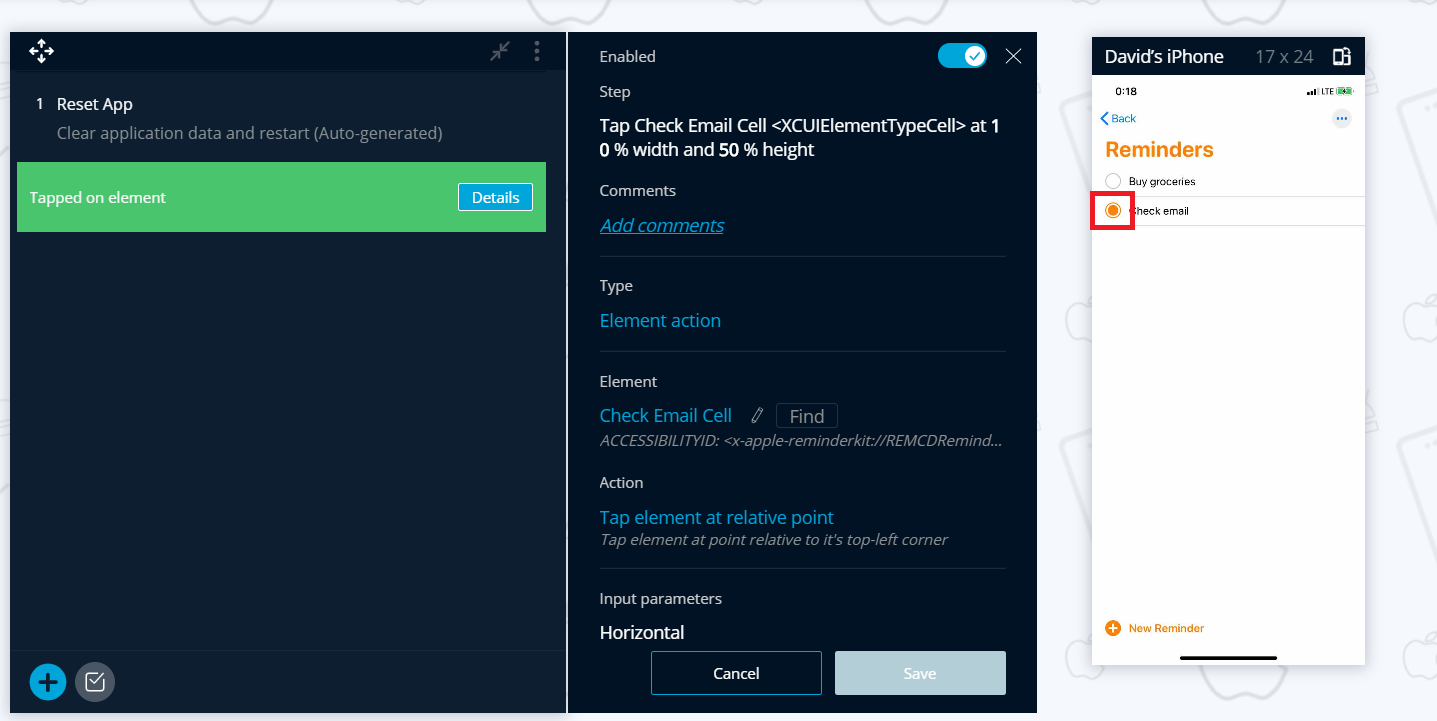 1 Reset App
Clear application data and restart (Auto-generated)
Tapped on element
Details
Enabled
Step
Tap Check Email Cell <XCUIElementTypeCell> at 1
0 % width and 50 % height
Comments
Add comments
Type
Element action
Element
Check Email Cell
Find
ACCESSIBILITYID: <x-apple-reminderkit://REMCDRemind...
Action
Tap element at relative point
Tap element at point relative to it's top-left corner
Input parameters
Horizontal
Cancel
Save
David's iPhone 17 x 24
0:18
LTE
Back
Reminders
Buy groceries
Check email
New Reminder